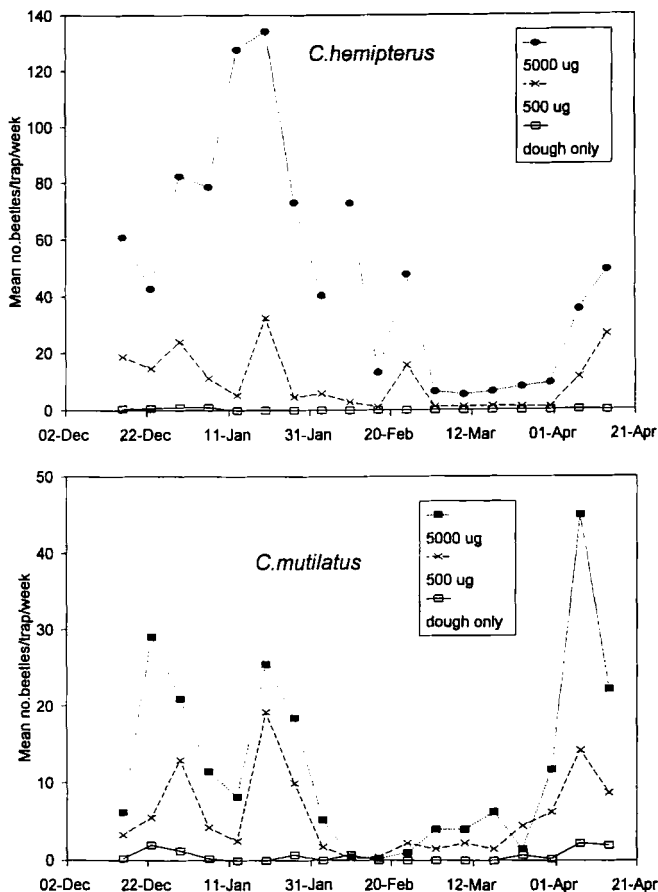 C.hemipterus
5000 ug
500 ug
dough only
Mean no.beetles/trap/week
140
120
100
80
60
40
20
0
02-Dec 22-Dec 11-Jan 31-Jan 20-Feb 12-Mar 01-Apr 21-Apr
C.mutilatus
5000 ug
500 ug
dough only
Mean no.beetles/trap/week
50
40
30
20
10
0
02-Dec 22-Dec 11-Jan 31-Jan 20-Feb 12-Mar 01-Apr 21-Apr